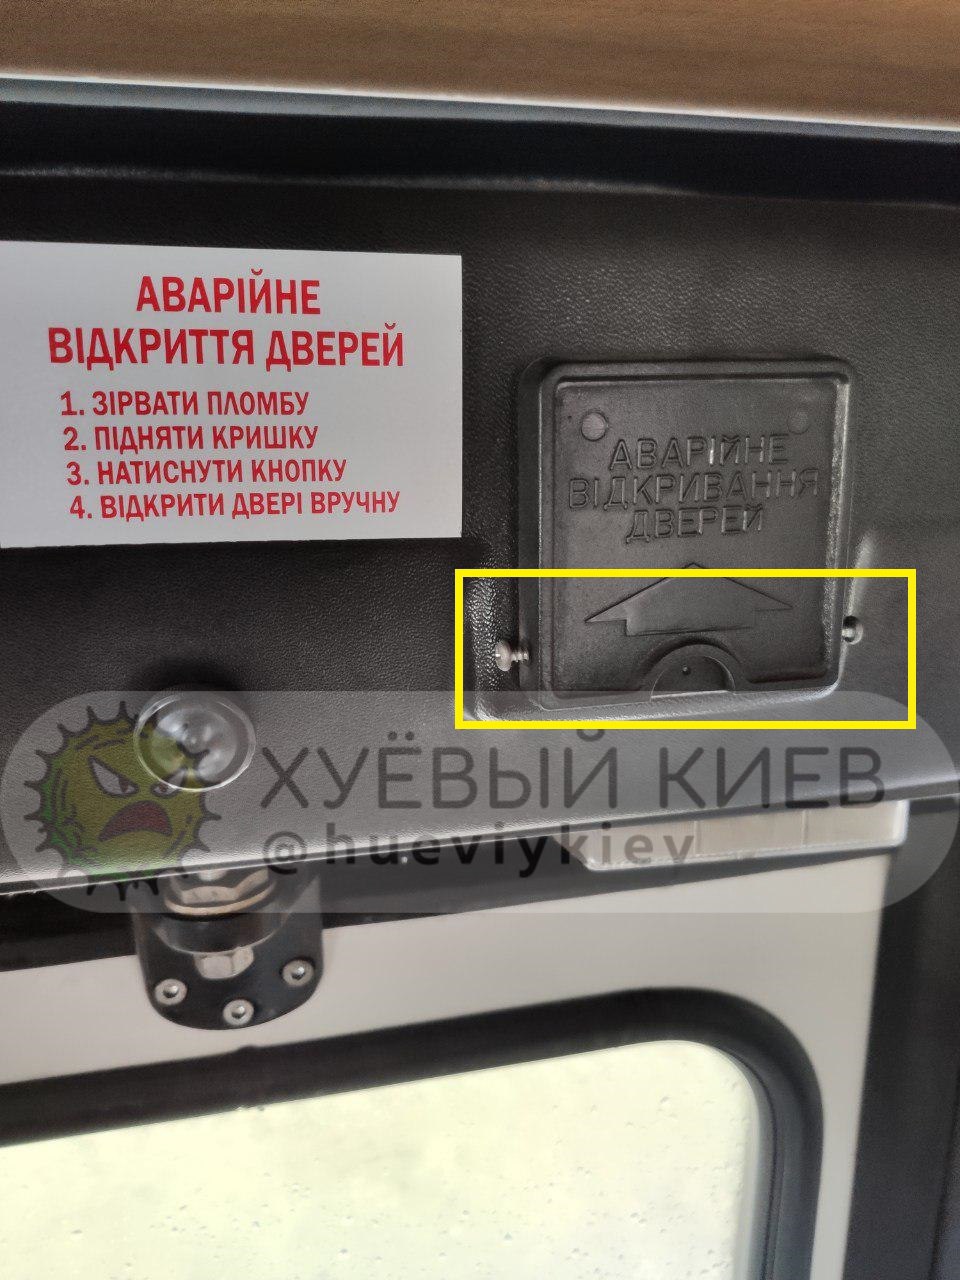 АВАРІЙНЕ
ВІДКРИТТЯ ДВЕРЕЙ
1. ЗІРВАТИ ПЛОМБУ
2. ПІДНЯТИ КРИШКУ
3. НАТИСНУТИ КНОПКУ
4. ВІДКРИТИ ДВЕРІ ВРУЧНУ
АВАРІЙНЕ
ВІДКРИВАННЯ
ДВЕРЕЙ
ХУЁВЫЙ КИЕВ
@hueviykiev